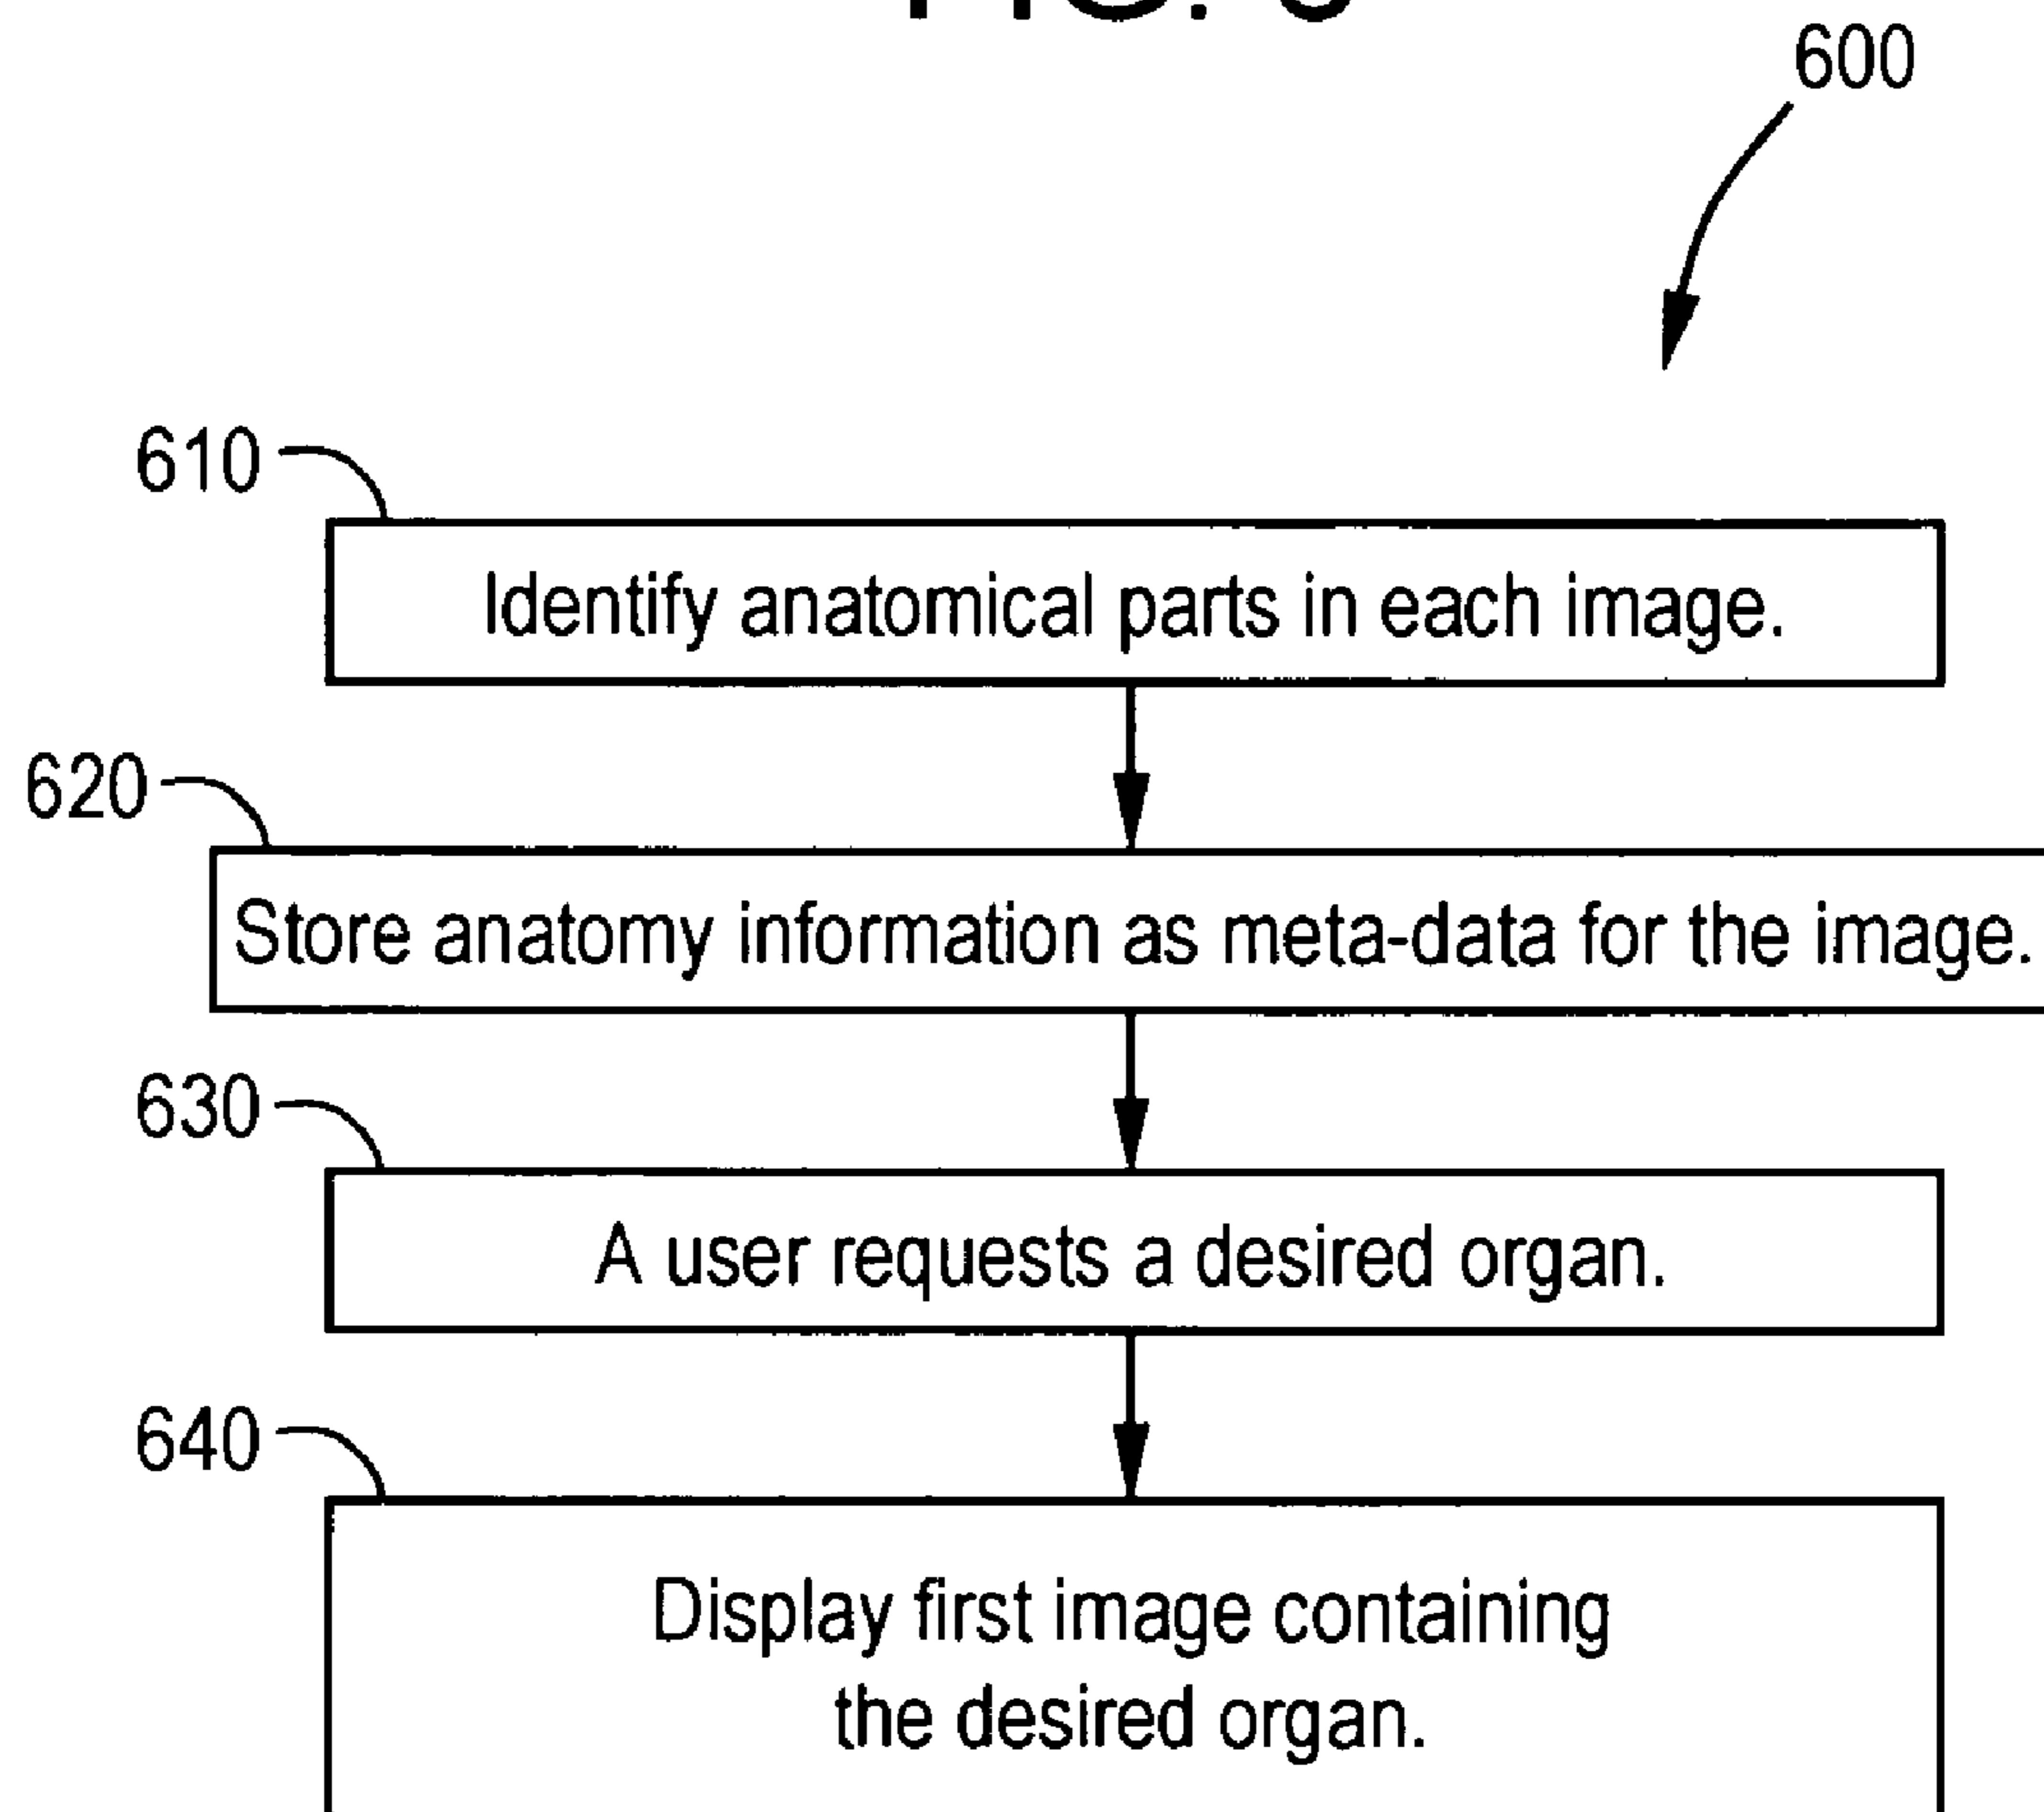 600
610
Identify anatomical parts in each image.
620
Store anatomy information as meta-data for the image.
630
A user requests a desired organ.
640
Display first image containing
the desired organ.